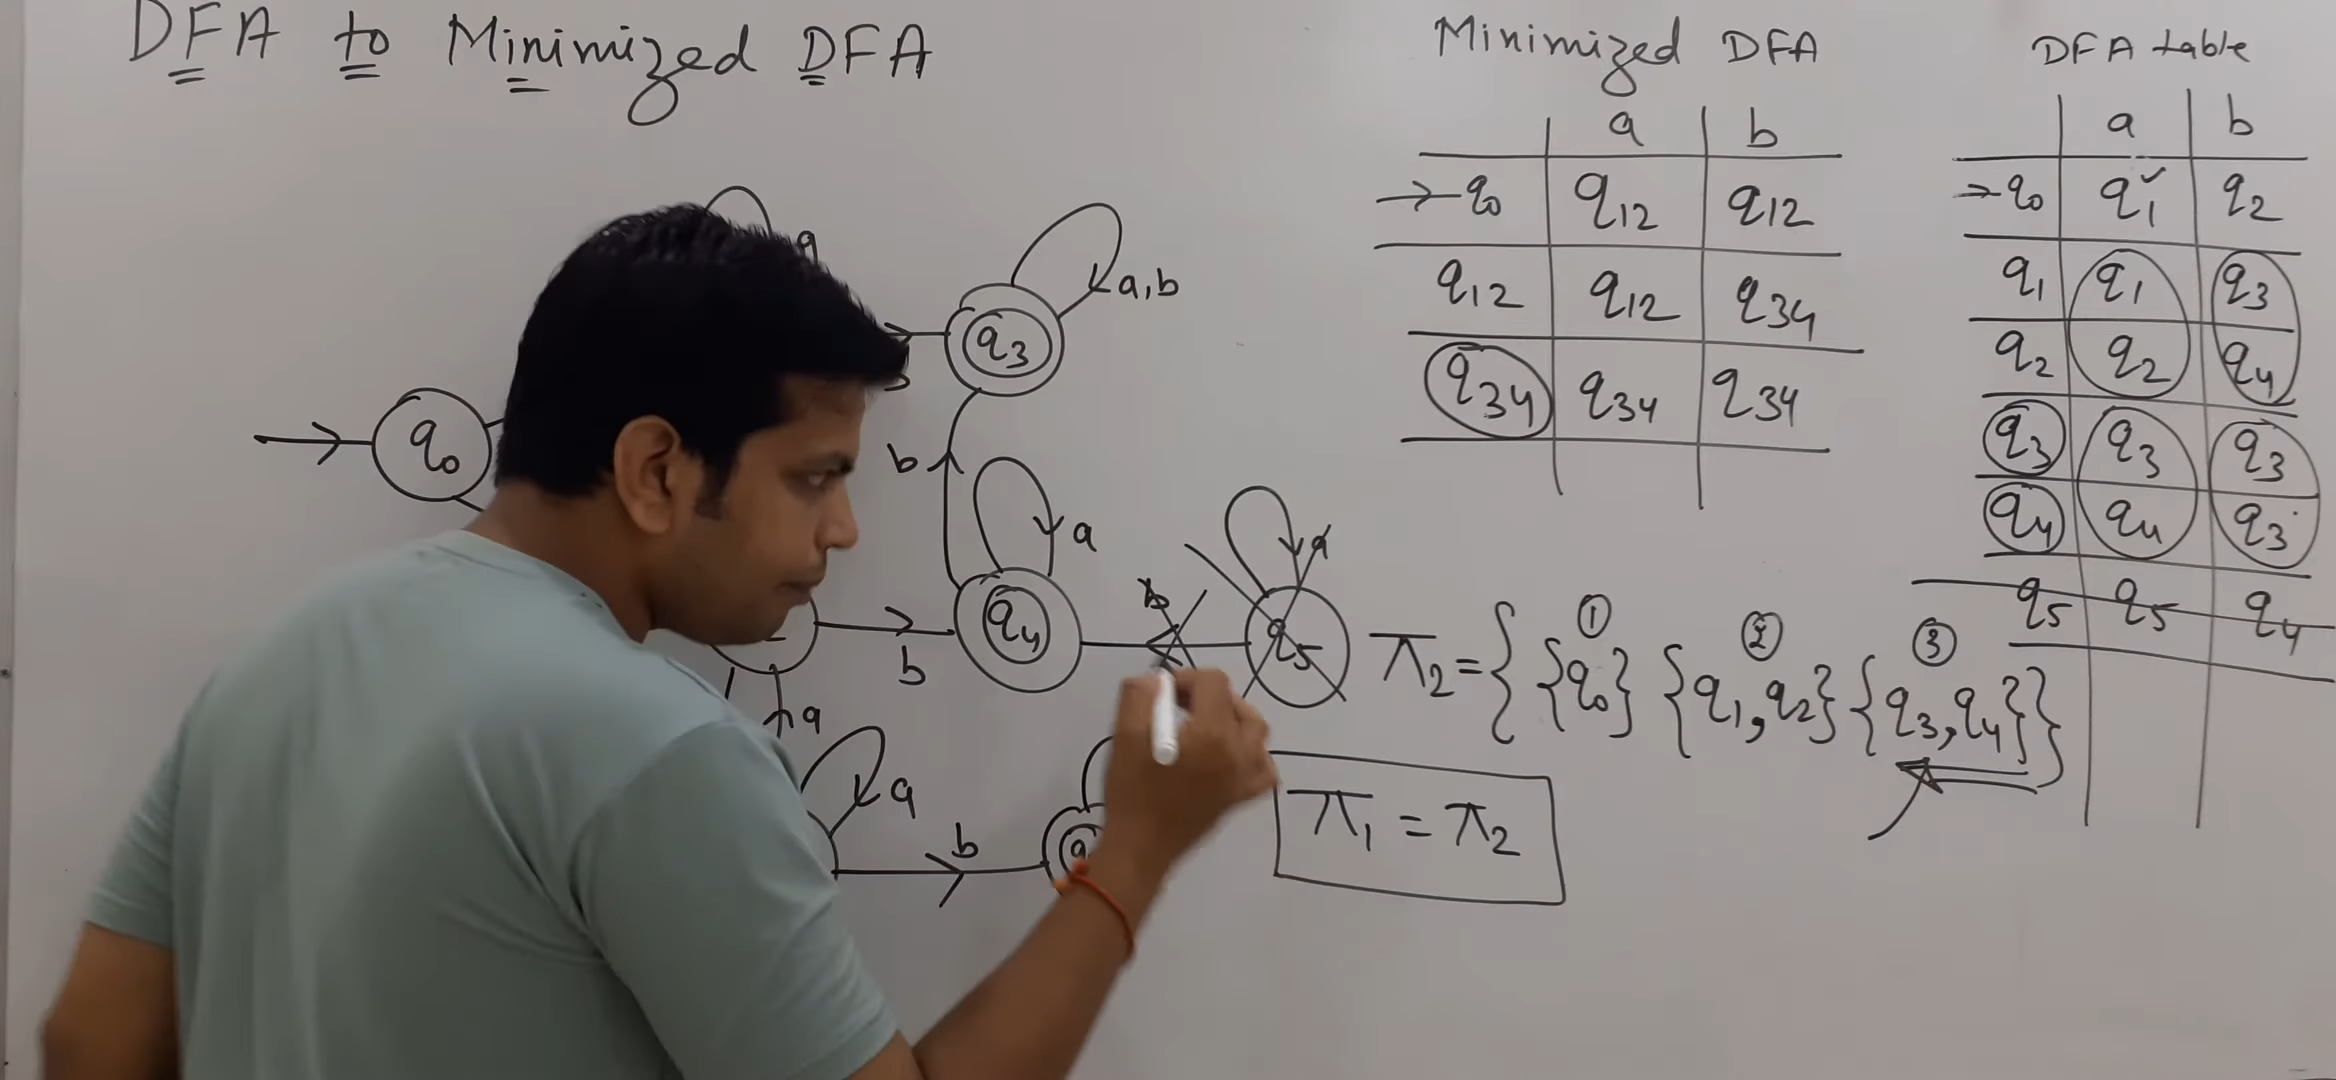 DFA to Minimized DFA
a
q3
a,b
b
q0
b
a
q4
b
a
q5
b
a
a
b
Minimized DFA
a b
→q0 q12 q12
q12 q12 q34
q34 q34 q34
DFA table
a b
→q0 q1 q2
q1 q1 q3
q2 q2 q4
q3 q3 q3
q4 q4 q3
q5 q5 q4
① ② ③
π2 = { {q0} {q1,q2} {q3,q4} }
π1 = π2